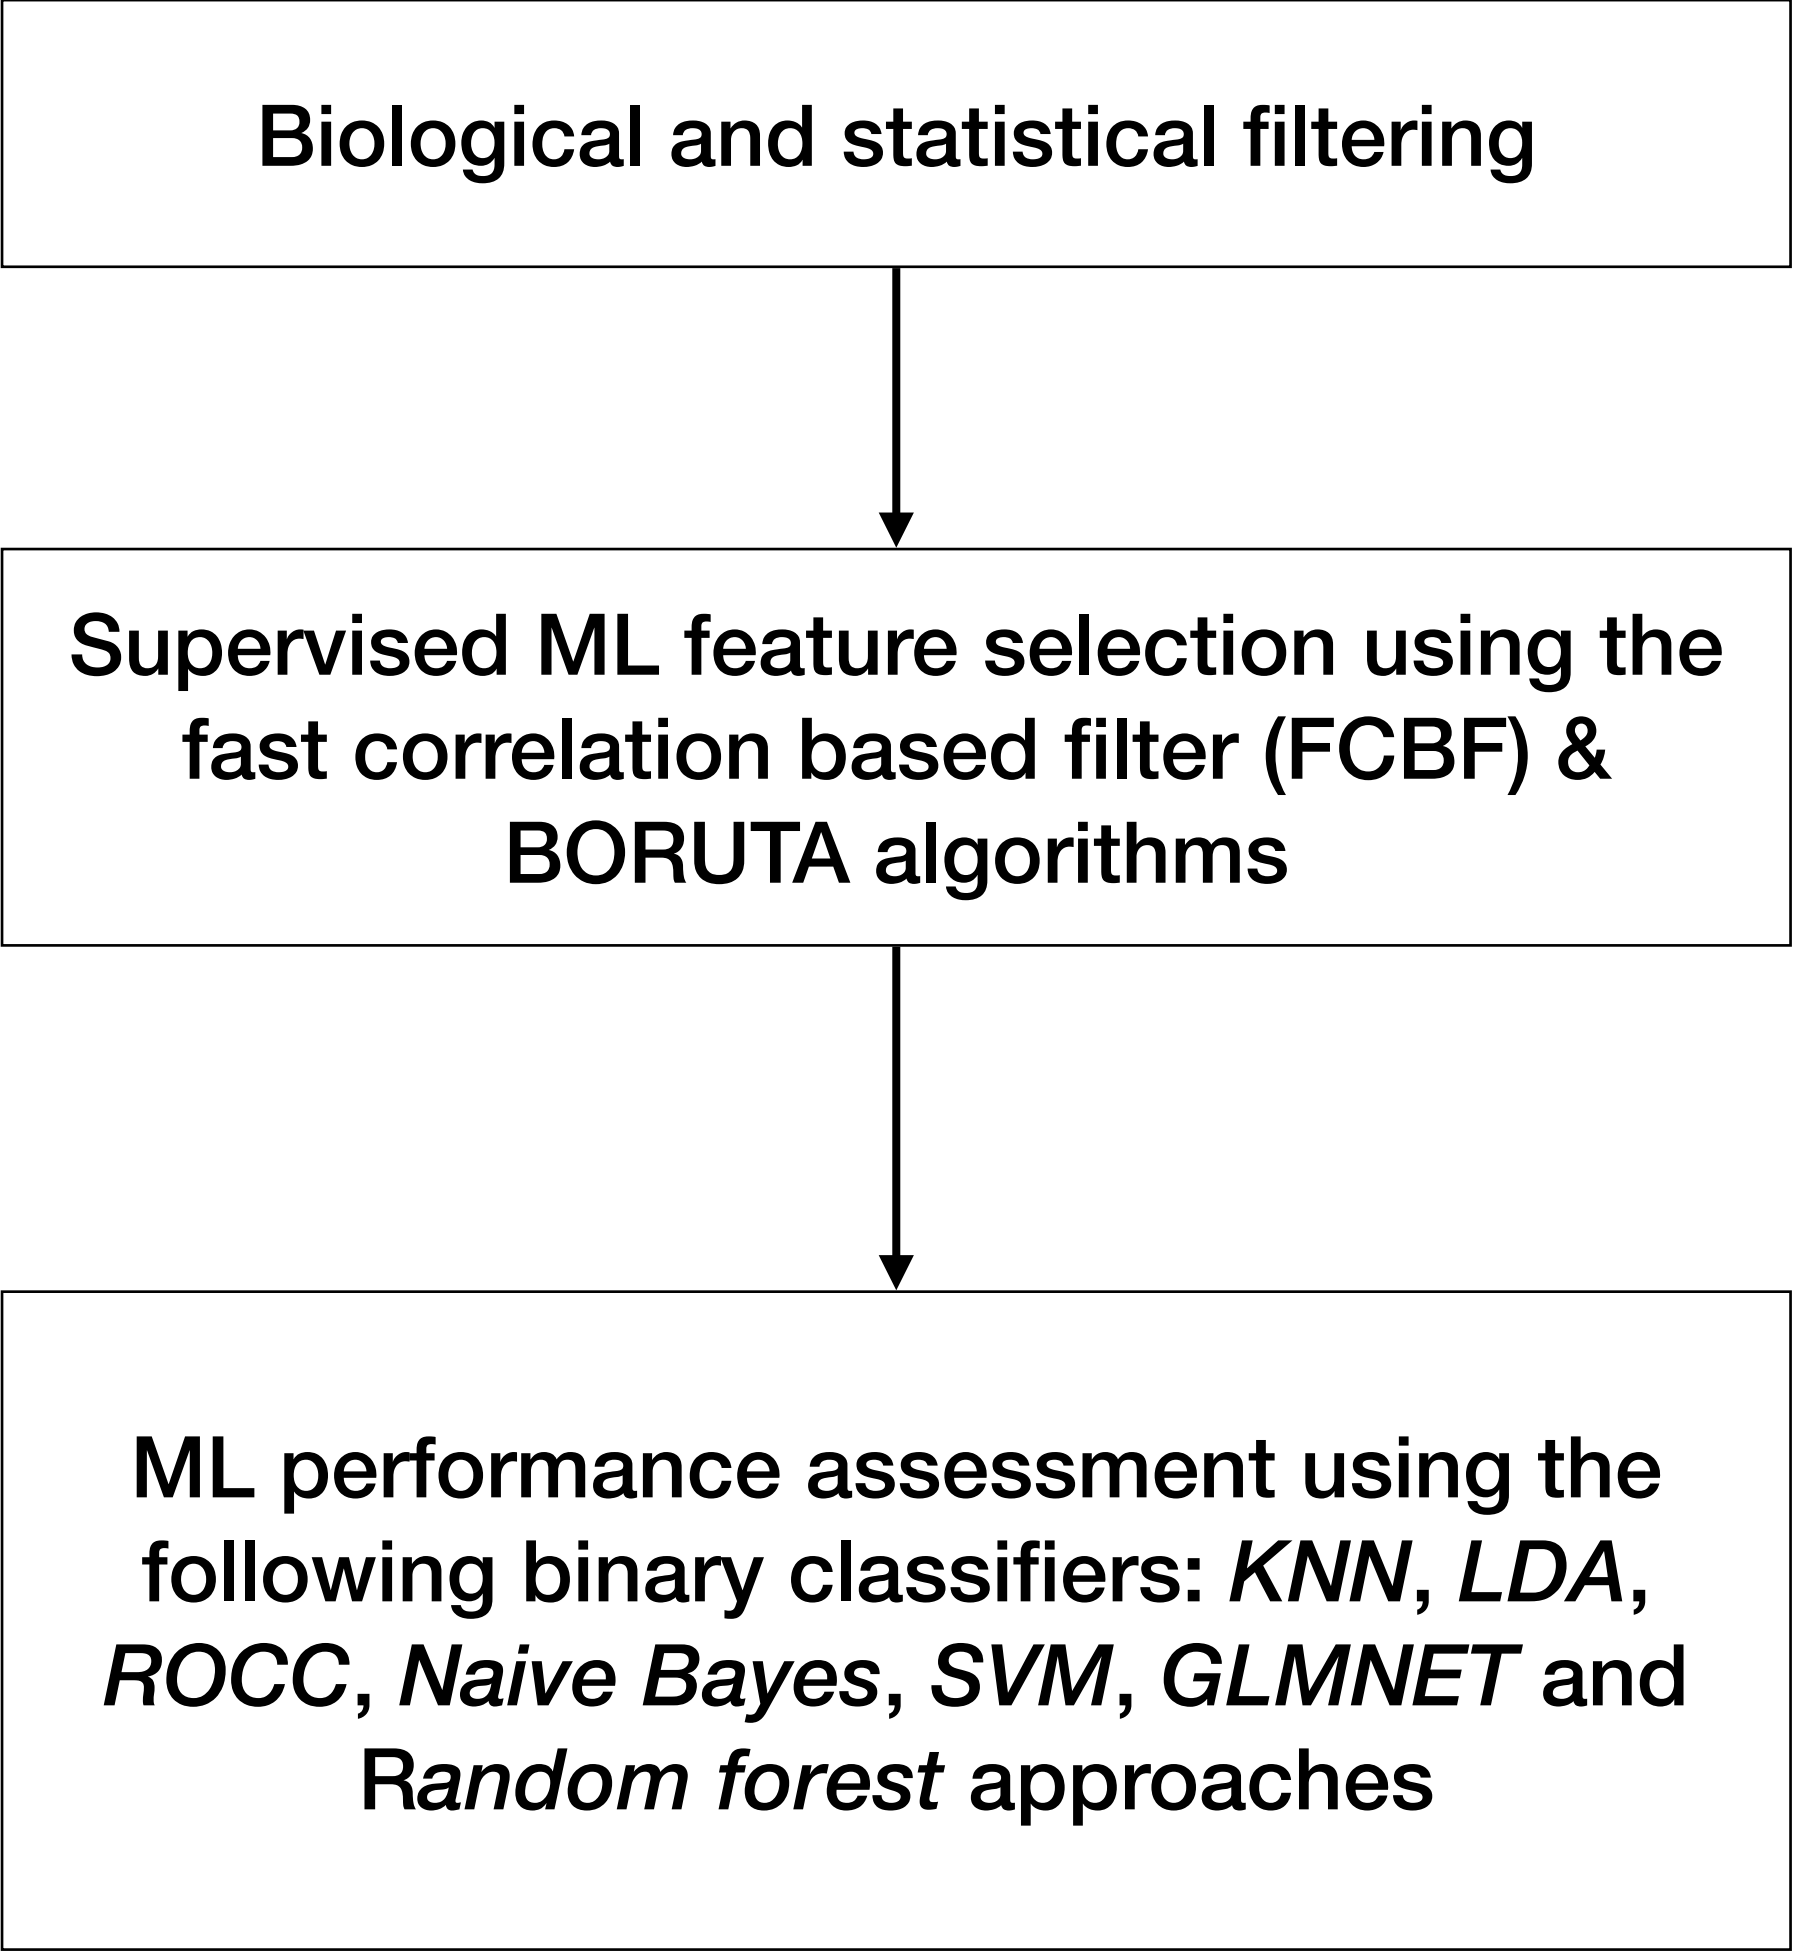 Biological and statistical filtering
Supervised ML feature selection using the
fast correlation based filter (FCBF) &
BORUTA algorithms
ML performance assessment using the
following binary classifiers: KNN, LDA,
ROCC, Naive Bayes, SVM, GLMNET and
Random forest approaches